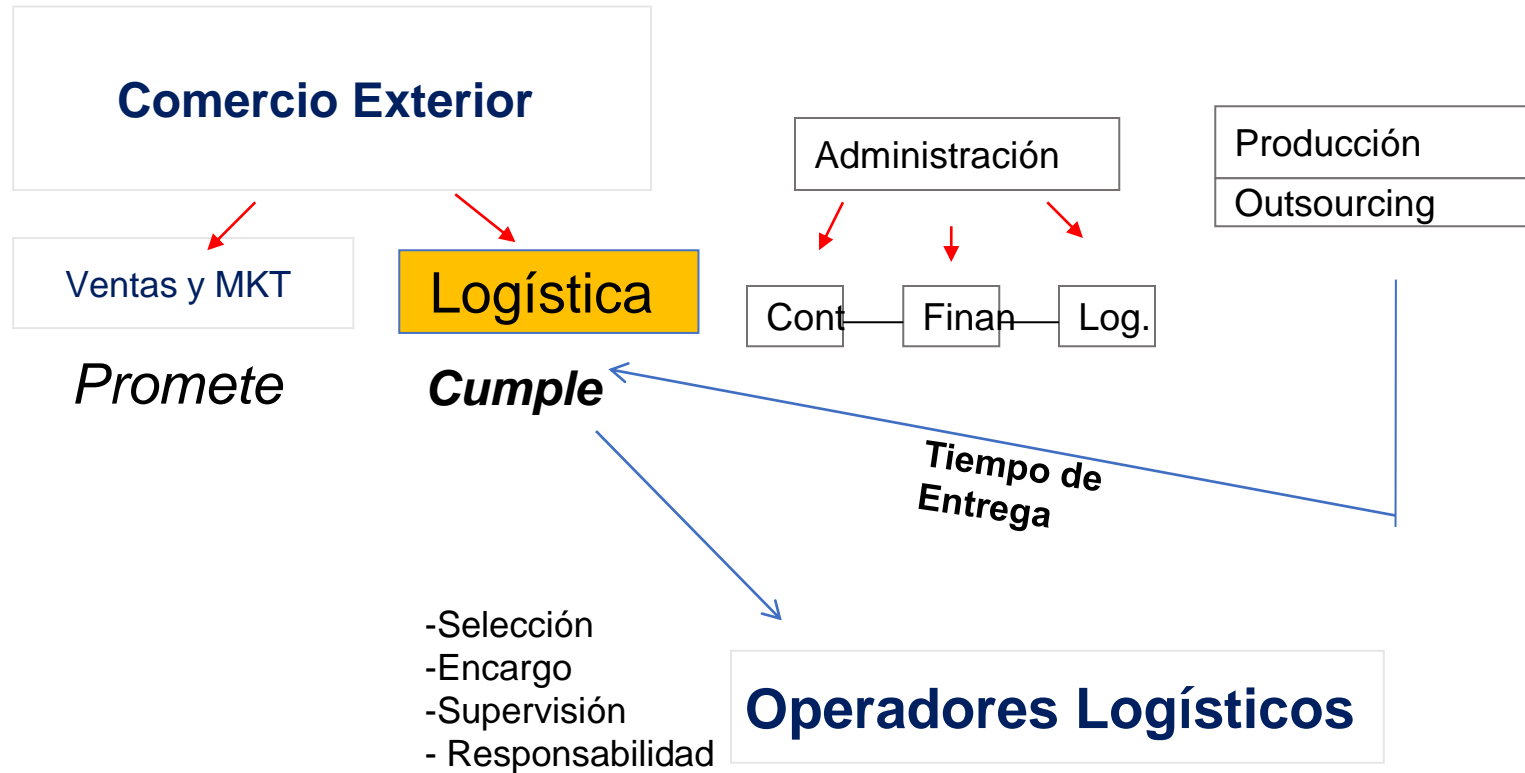 Comercio Exterior
Administración
Producción
Outsourcing
Ventas y MKT
Logística
Cont
Finan
Log.
Promete
Cumple
Tiempo de
Entrega
-Selección
-Encargo
-Supervisión
- Responsabilidad
Operadores Logísticos